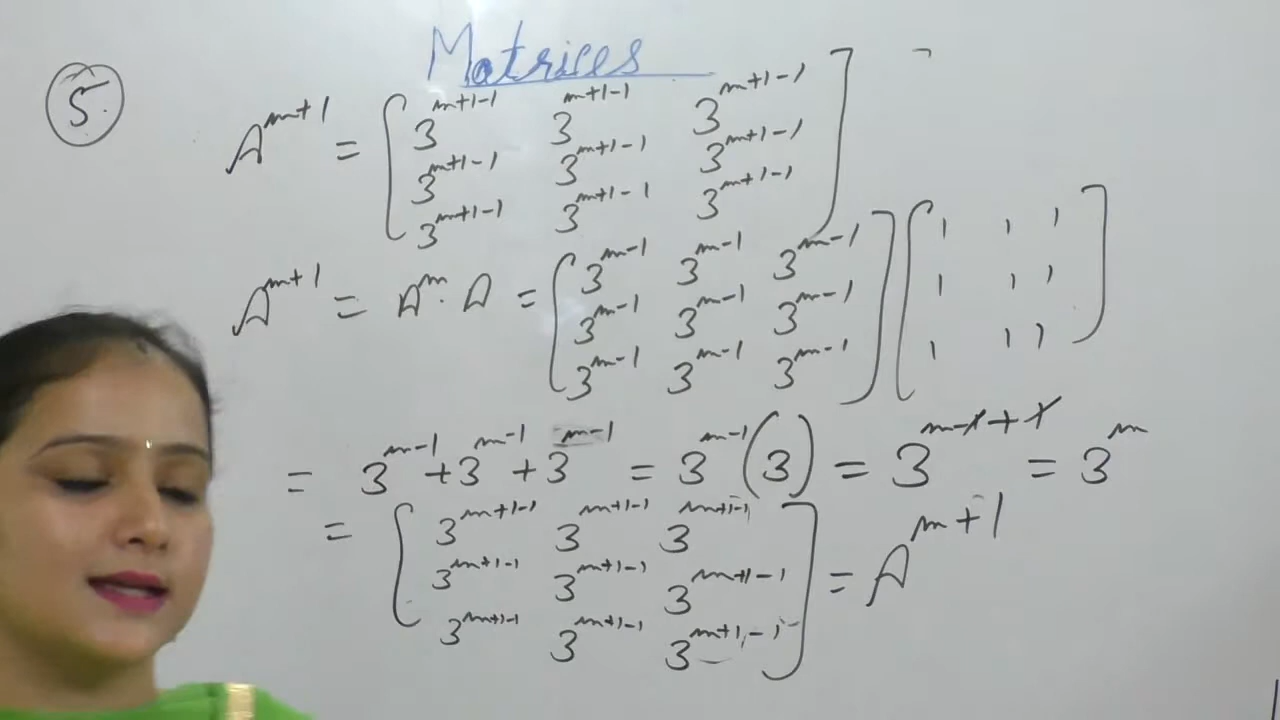 Matrices
5.
A^{m+1} = [ 3^{m+1-1} 3^{m+1-1} 3^{m+1-1}
3^{m+1-1} 3^{m+1-1} 3^{m+1-1}
3^{m+1-1} 3^{m+1-1} 3^{m+1-1} ]
A^{m+1} = A^m · A = [ 3^{m-1} 3^{m-1} 3^{m-1} ] [ 1 1 1
3^{m-1} 3^{m-1} 3^{m-1} 1 1 1
3^{m-1} 3^{m-1} 3^{m-1} ] 1 1 1 ]
= 3^{m-1} + 3^{m-1} + 3^{m-1} = 3^{m-1} (3) = 3^{m-1+1} = 3^m
= [ 3^{m+1-1} 3^{m+1-1} 3^{m+1-1}
3^{m+1-1} 3^{m+1-1} 3^{m+1-1} = A^{m+1}
3^{m+1-1} 3^{m+1-1} 3^{m+1-1} ]